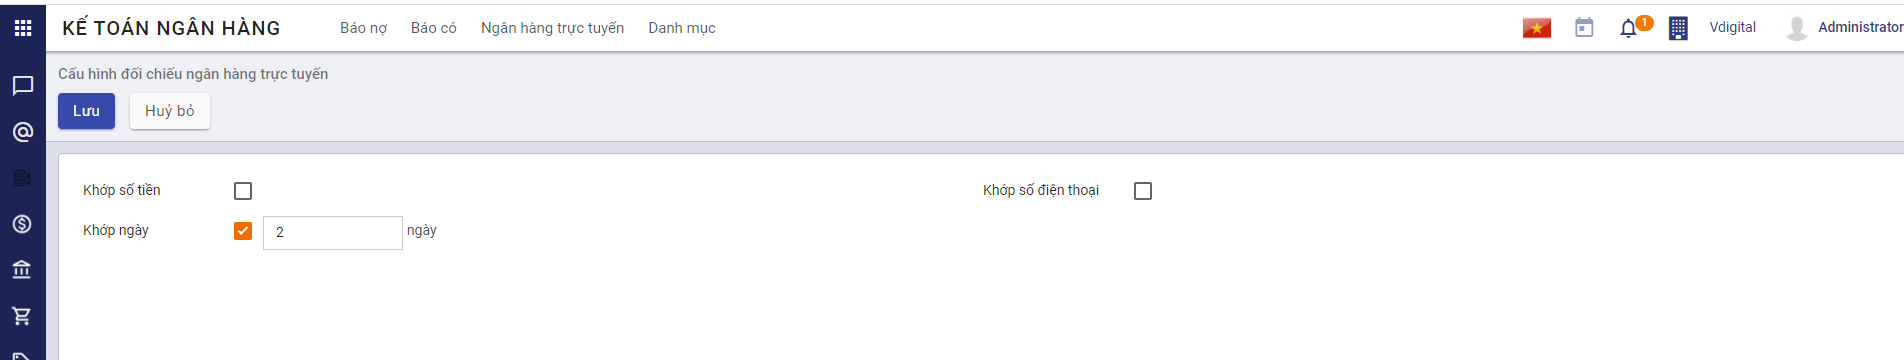 KẾ TOÁN NGÂN HÀNG Báo nợ Báo có Ngân hàng trực tuyến Danh mục 1 Vdigital Administrator
Cấu hình đối chiếu ngân hàng trực tuyến
Lưu Huỷ bỏ
Khớp số tiền Khớp số điện thoại
Khớp ngày 2 ngày